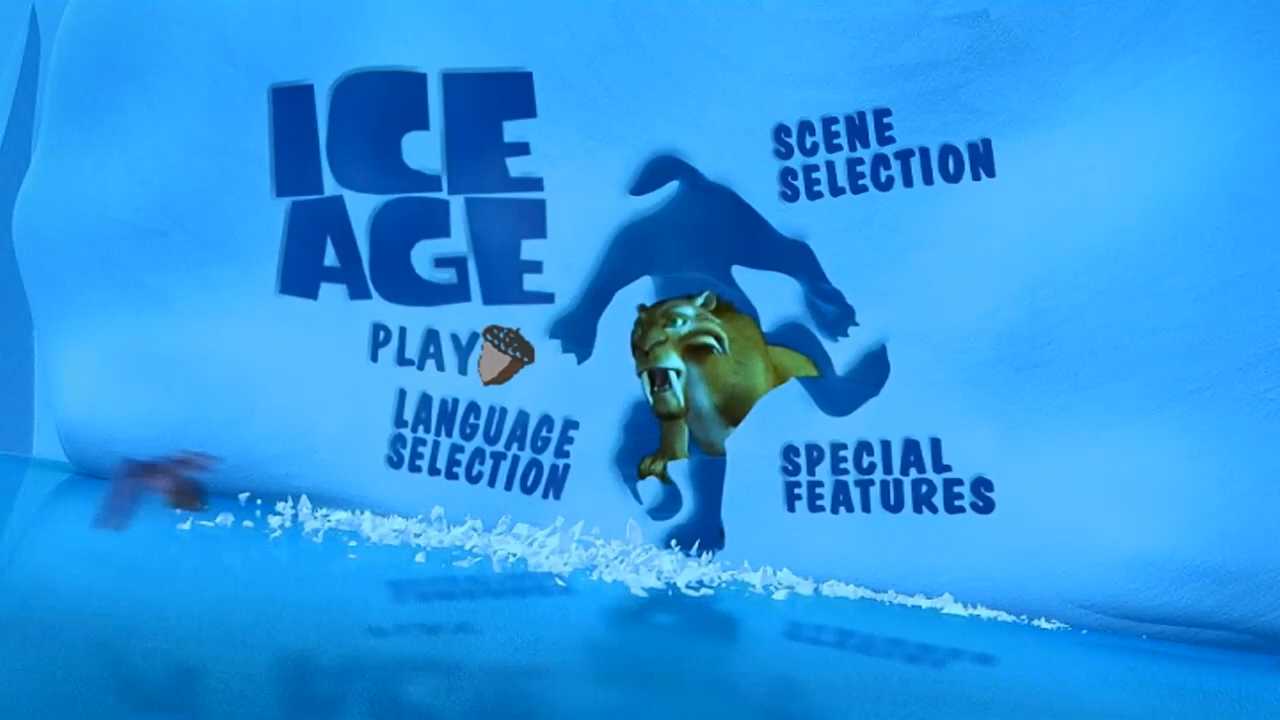 ICE
AGE
PLAY
LANGUAGE
SELECTION
SCENE
SELECTION
SPECIAL
FEATURES